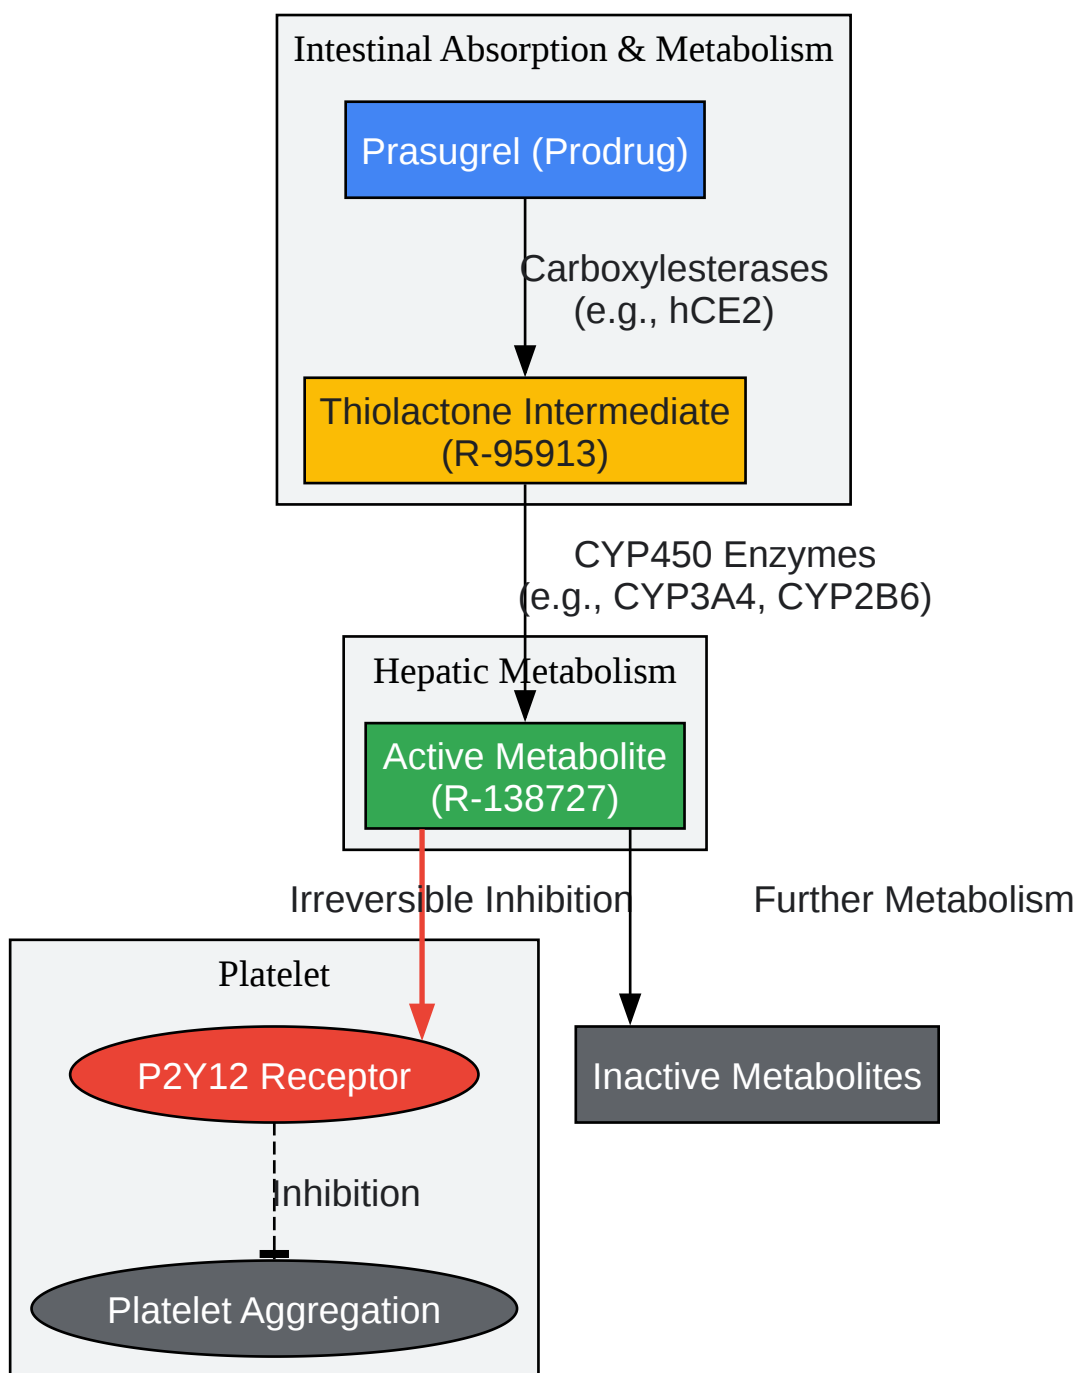 Intestinal Absorption & Metabolism
Prasugrel (Prodrug)
Carboxylesterases
(e.g., hCE2)
Thiolactone Intermediate
(R-95913)
CYP450 Enzymes
(e.g., CYP3A4, CYP2B6)
Hepatic Metabolism
Active Metabolite
(R-138727)
Irreversible Inhibition
Further Metabolism
Platelet
P2Y12 Receptor
Inactive Metabolites
Inhibition
Platelet Aggregation